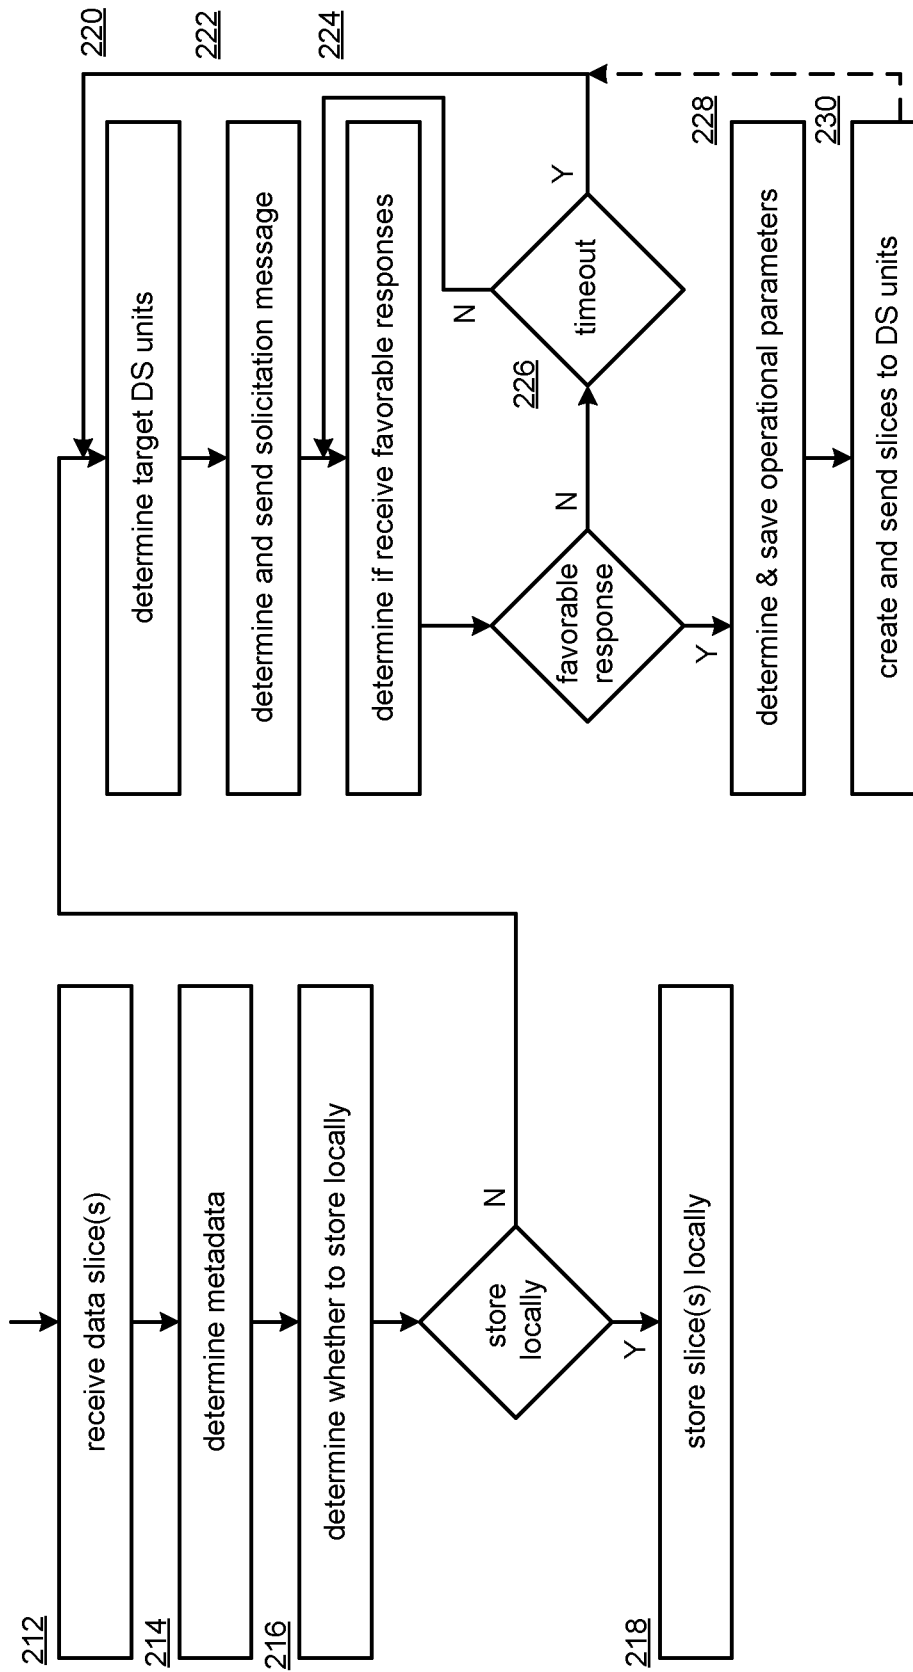 212
receive data slice(s)
214
determine metadata
216
determine whether to store locally
store
locally
N
Y
218
store slice(s) locally
220
determine target DS units
222
determine and send solicitation message
224
determine if receive favorable responses
favorable
response
N
Y
226
timeout
N
Y
228
determine & save operational parameters
230
create and send slices to DS units